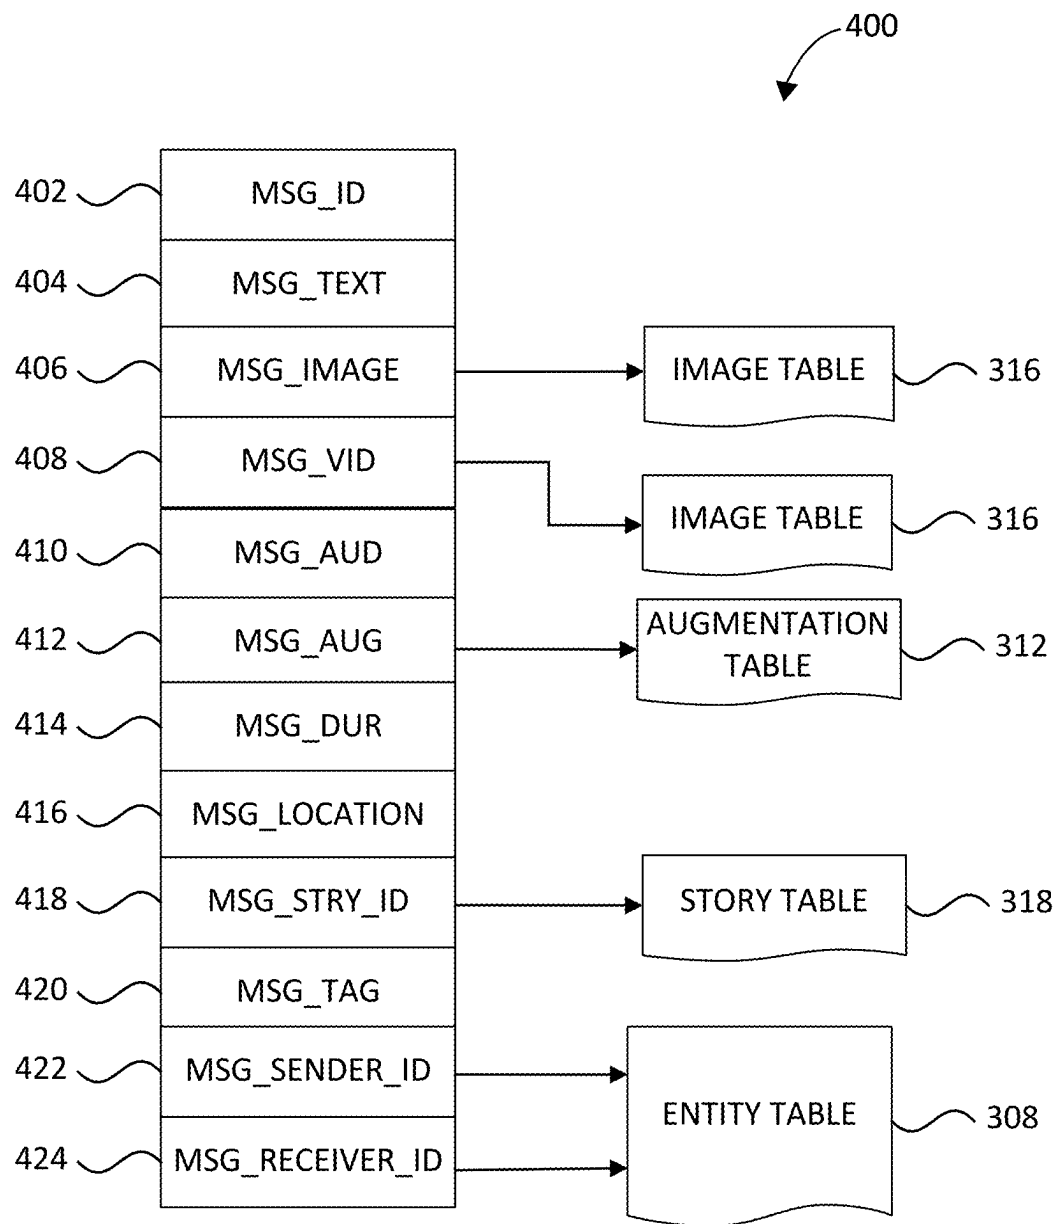 400
402 MSG_ID
404 MSG_TEXT
406 MSG_IMAGE IMAGE TABLE 316
408 MSG_VID
IMAGE TABLE 316
410 MSG_AUD
412 MSG_AUG AUGMENTATION
TABLE 312
414 MSG_DUR
416 MSG_LOCATION
418 MSG_STRY_ID STORY TABLE 318
420 MSG_TAG
422 MSG_SENDER_ID
ENTITY TABLE 308
424 MSG_RECEIVER_ID